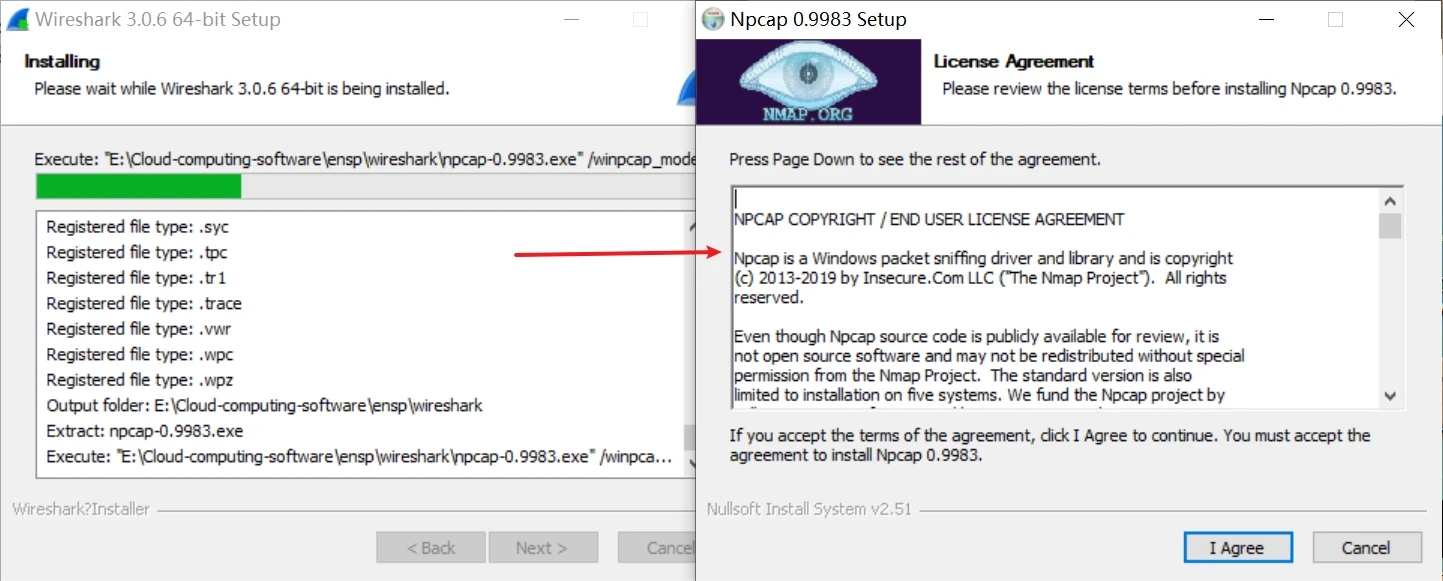 Wireshark 3.0.6 64-bit Setup
Installing
Please wait while Wireshark 3.0.6 64-bit is being installed.
Execute: "E:\Cloud-computing-software\ensp\wireshark\npcap-0.9983.exe" /winpcap_mode
Registered file type: .syc
Registered file type: .tpc
Registered file type: .tr1
Registered file type: .trace
Registered file type: .vwr
Registered file type: .wpc
Registered file type: .wpz
Output folder: E:\Cloud-computing-software\ensp\wireshark
Extract: npcap-0.9983.exe
Execute: "E:\Cloud-computing-software\ensp\wireshark\npcap-0.9983.exe" /winpca...
Wireshark?Installer
< Back
Next >
Cancel
Npcap 0.9983 Setup
NMAP.ORG
License Agreement
Please review the license terms before installing Npcap 0.9983.
Press Page Down to see the rest of the agreement.
NPCAP COPYRIGHT / END USER LICENSE AGREEMENT
Npcap is a Windows packet sniffing driver and library and is copyright
(c) 2013-2019 by Insecure.Com LLC ("The Nmap Project").  All rights
reserved.
Even though Npcap source code is publicly available for review, it is
not open source software and may not be redistributed without special
permission from the Nmap Project.  The standard version is also
limited to installation on five systems. We fund the Npcap project by
If you accept the terms of the agreement, click I Agree to continue. You must accept the
agreement to install Npcap 0.9983.
Nullsoft Install System v2.51
I Agree
Cancel